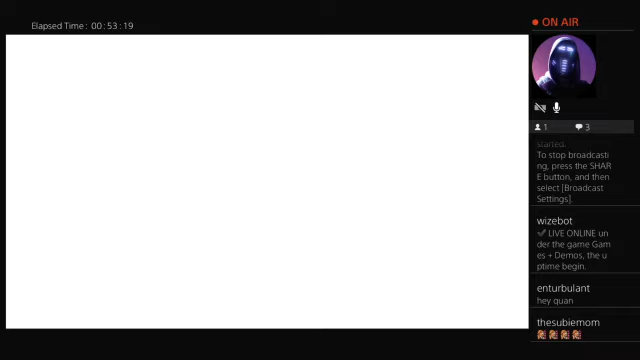 Elapsed Time : 00 : 53 : 19
ON AIR
1
3
started.
To stop broadcasti
ng, press the SHAR
E button, and then
select [Broadcast
Settings].
wizebot
LIVE ONLINE un
der the game Gam
es + Demos, the u
ptime begin.
enturbulant
hey quan
thesubiemom